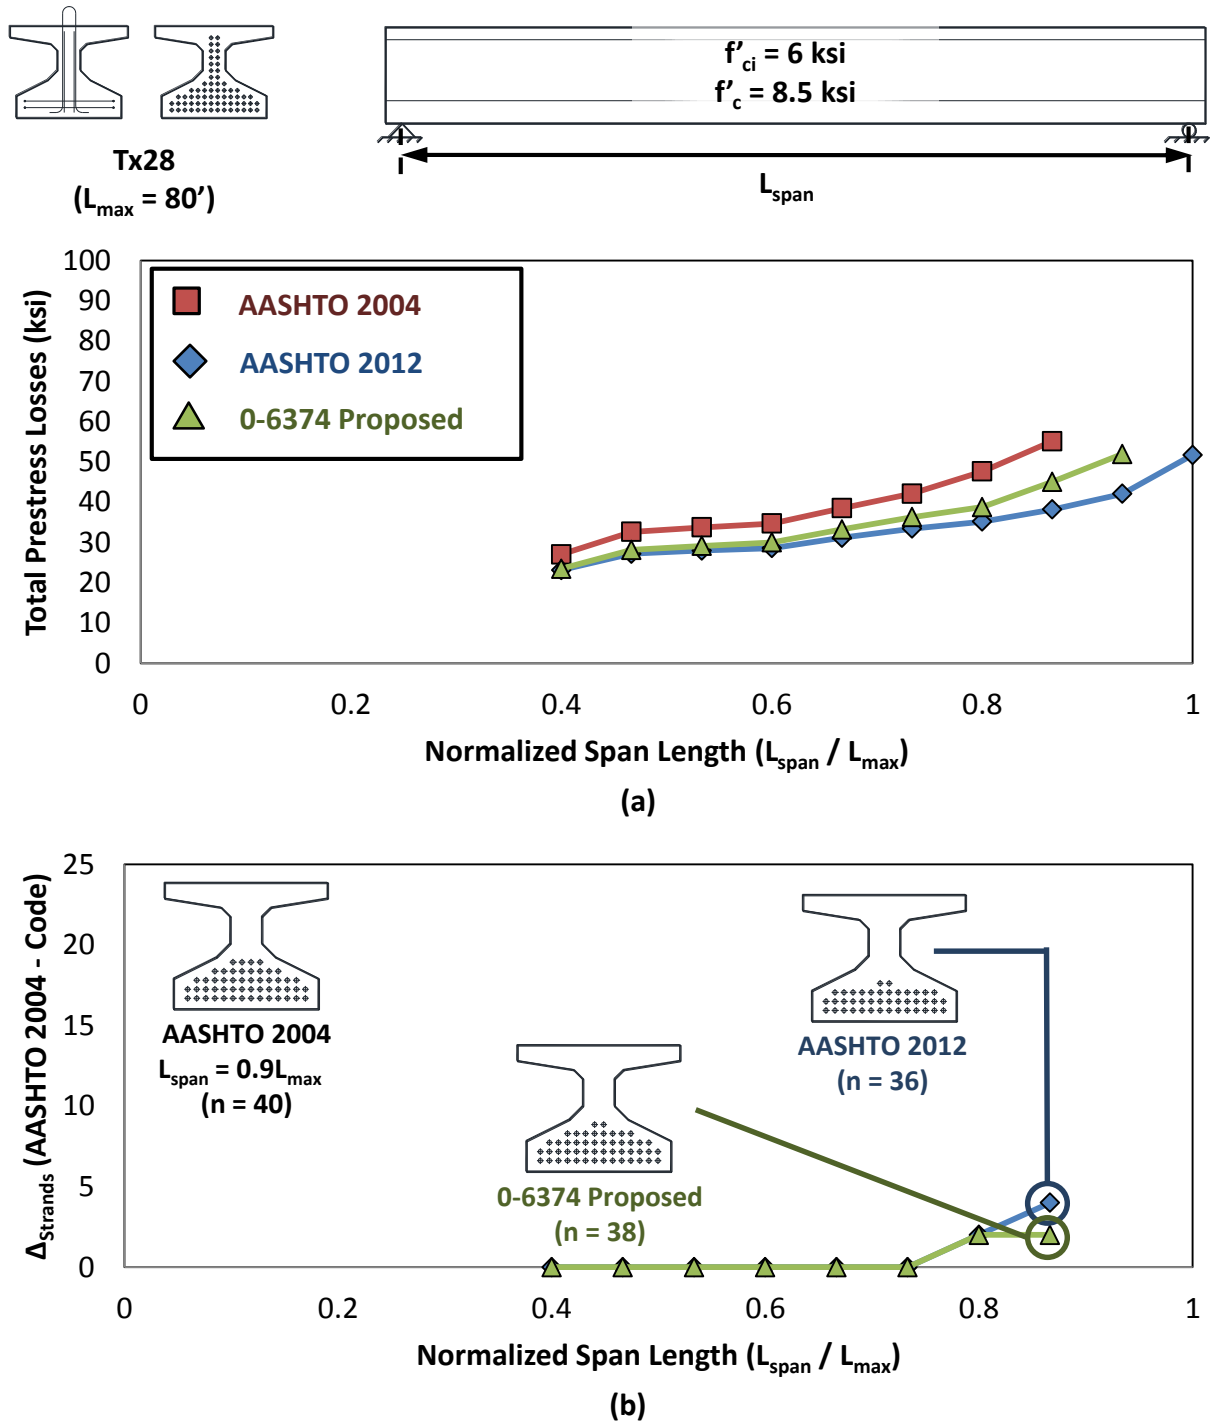 f'ci = 6 ksi
f'c = 8.5 ksi
Tx28
(Lmax = 80’)
Lspan
Total Prestress Losses (ksi)
100
90
80
70
60
50
40
30
20
10
0
AASHTO 2004
AASHTO 2012
0-6374 Proposed
0
0.2
0.4
0.6
0.8
1
Normalized Span Length (Lspan / Lmax)
(a)
ΔStrands (AASHTO 2004 - Code)
25
20
15
10
5
0
AASHTO 2004
Lspan = 0.9Lmax
(n = 40)
0-6374 Proposed
(n = 38)
AASHTO 2012
(n = 36)
0
0.2
0.4
0.6
0.8
1
Normalized Span Length (Lspan / Lmax)
(b)